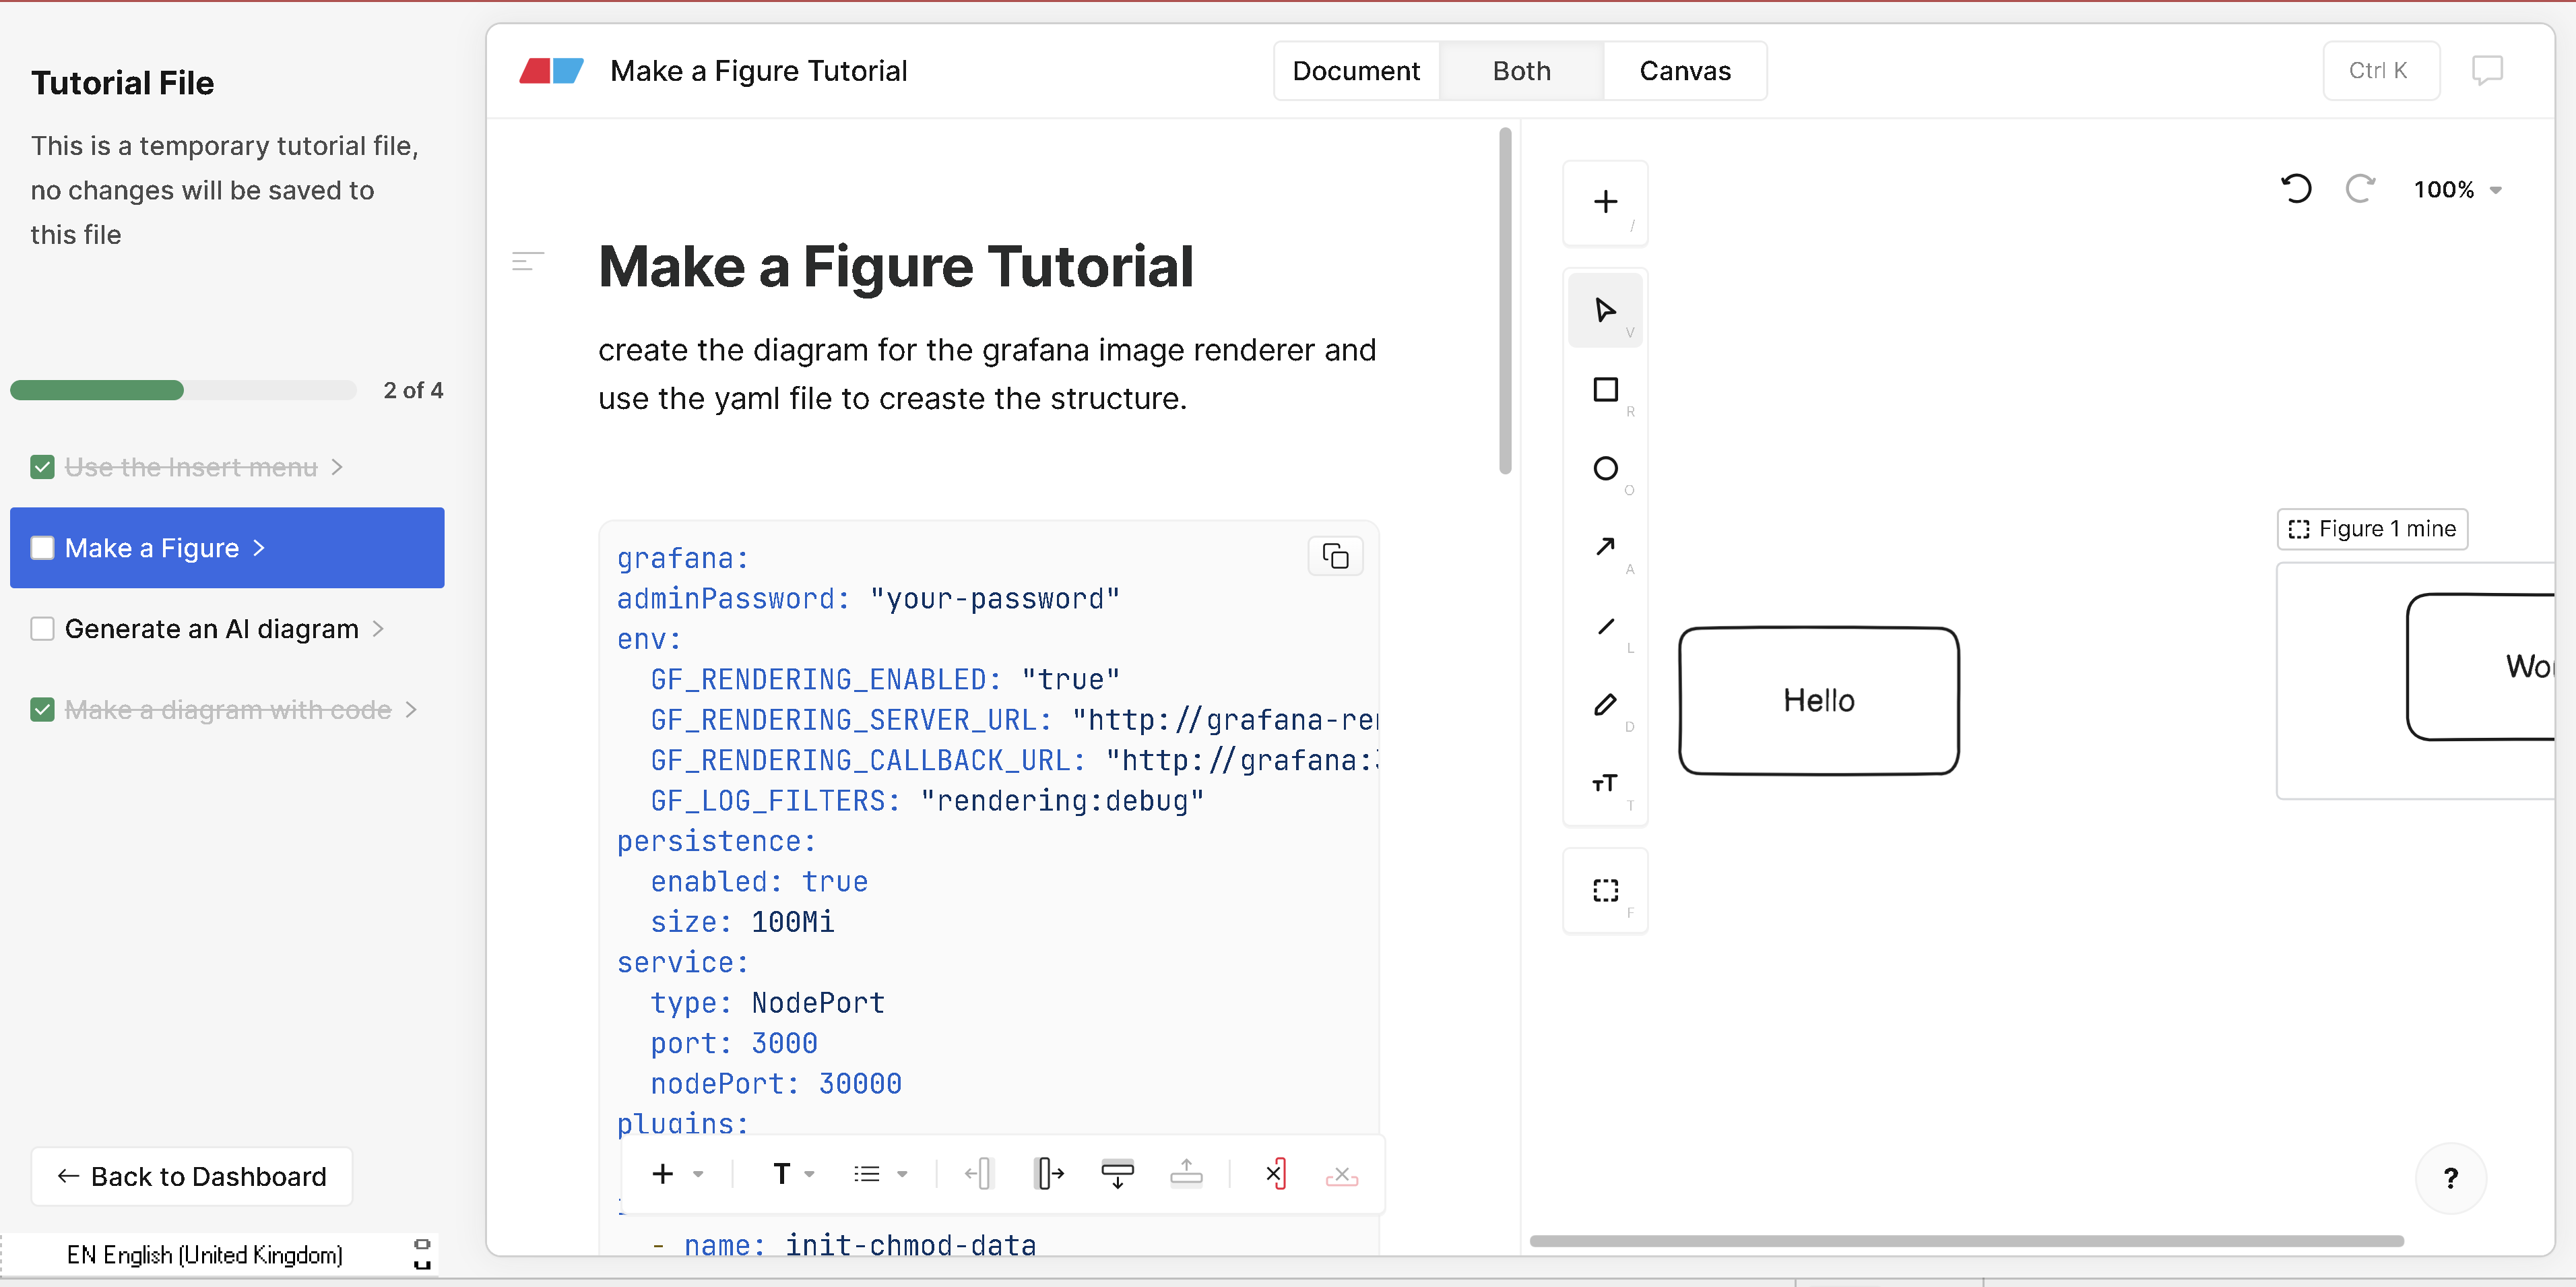 Tutorial File
This is a temporary tutorial file,
no changes will be saved to
this file
2 of 4
Use the Insert menu
Make a Figure
Generate an AI diagram
Make a diagram with code
← Back to Dashboard
EN English (United Kingdom)
Make a Figure Tutorial
Document Both Canvas
Ctrl K
Make a Figure Tutorial
create the diagram for the grafana image renderer and
use the yaml file to creaste the structure.
grafana:
adminPassword: "your-password"
env:
GF_RENDERING_ENABLED: "true"
GF_RENDERING_SERVER_URL: "http://grafana-rer
GF_RENDERING_CALLBACK_URL: "http://grafana:
GF_LOG_FILTERS: "rendering:debug"
persistence:
enabled: true
size: 100Mi
service:
type: NodePort
port: 3000
nodePort: 30000
plugins:
- name: init-chmod-data
T
/
V
R
O
A
L
D
T
F
100%
Hello
Figure 1 mine
Wo
?